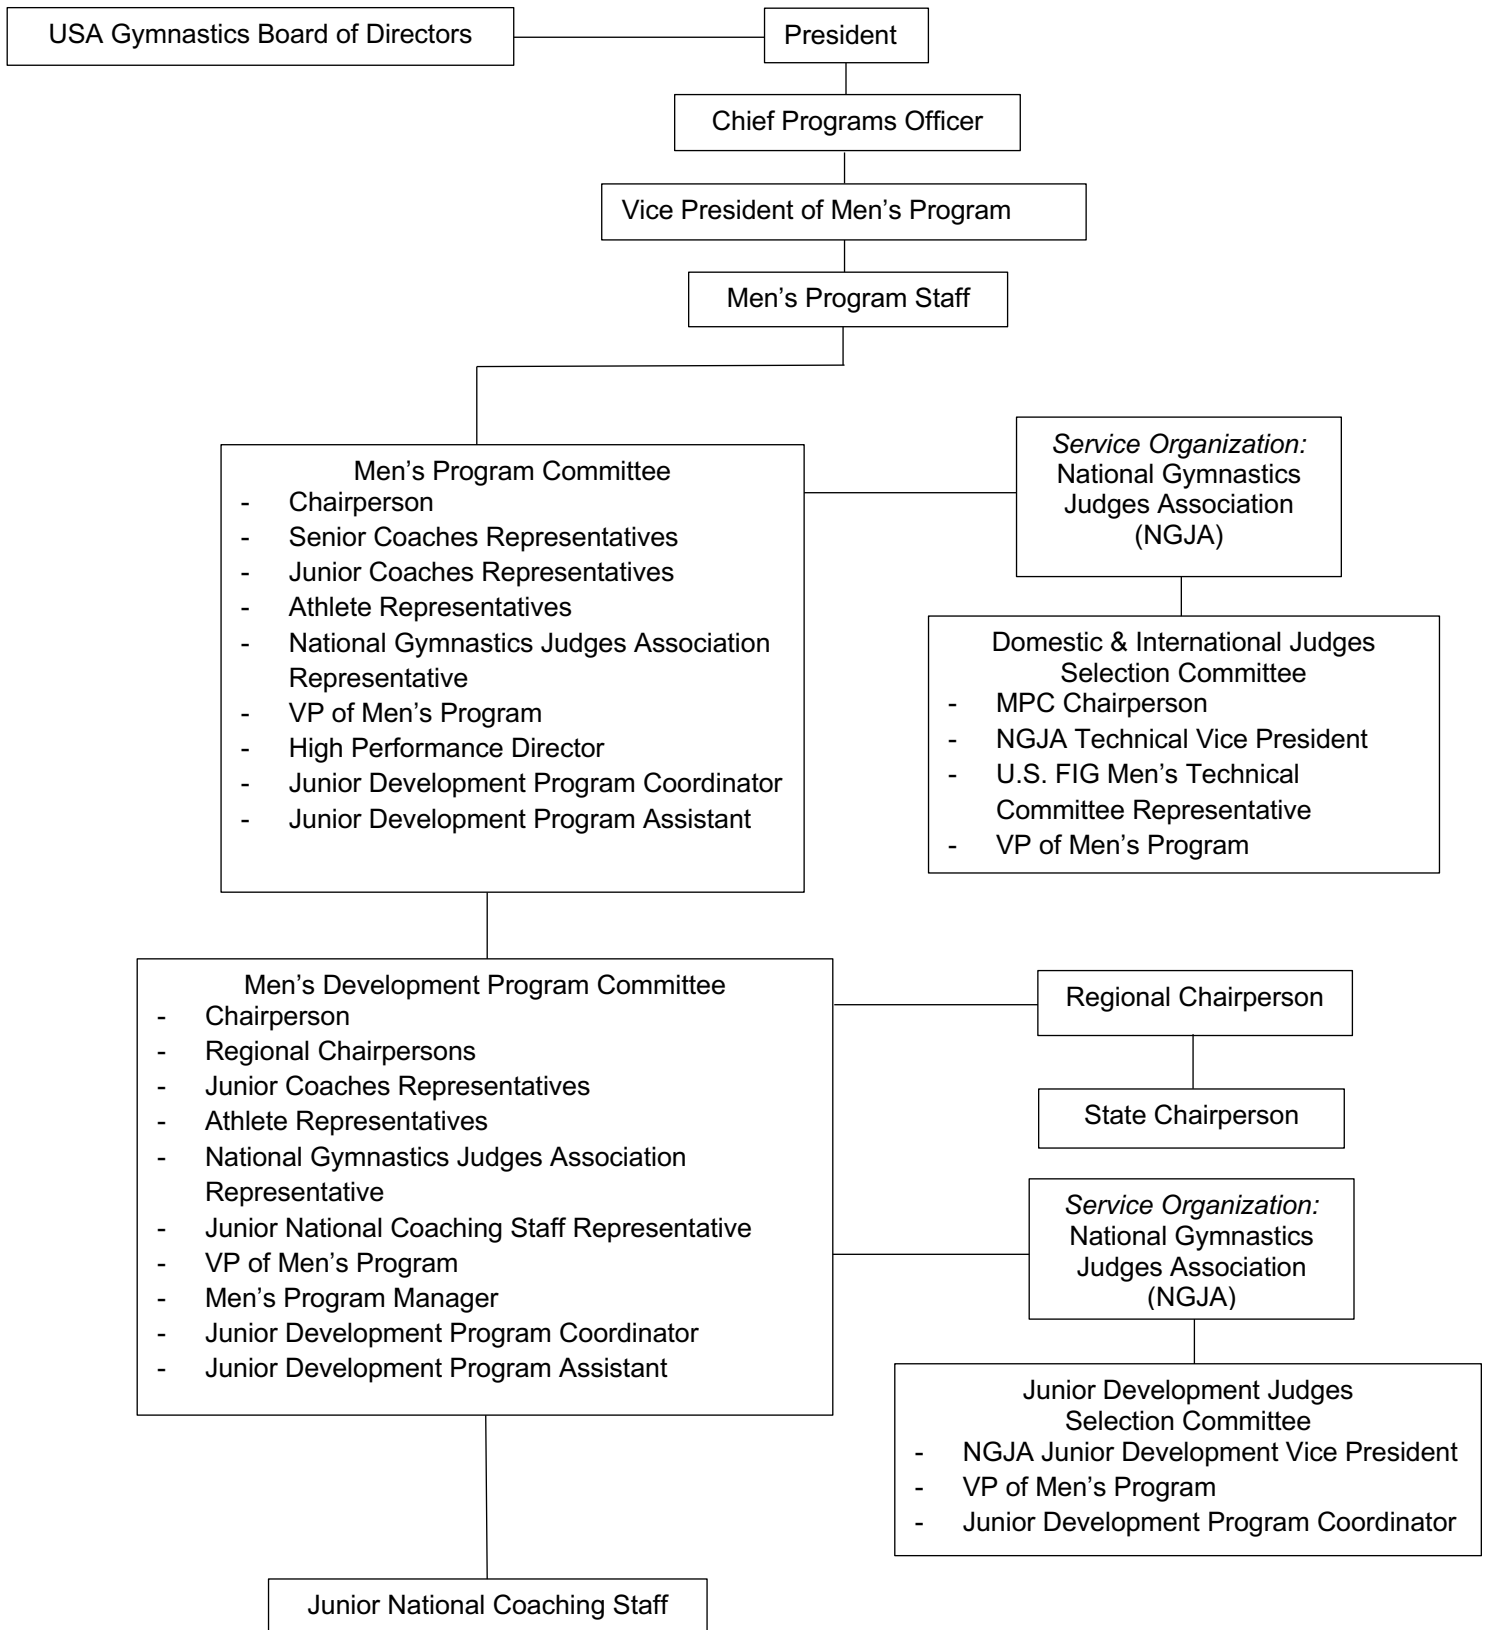 USA Gymnastics Board of Directors
President
Chief Programs Officer
Vice President of Men’s Program
Men’s Program Staff
Men’s Program Committee
- Chairperson
- Senior Coaches Representatives
- Junior Coaches Representatives
- Athlete Representatives
- National Gymnastics Judges Association
Representative
- VP of Men’s Program
- High Performance Director
- Junior Development Program Coordinator
- Junior Development Program Assistant
Service Organization:
National Gymnastics
Judges Association
(NGJA)
Domestic & International Judges
Selection Committee
- MPC Chairperson
- NGJA Technical Vice President
- U.S. FIG Men’s Technical
Committee Representative
- VP of Men’s Program
Men’s Development Program Committee
- Chairperson
- Regional Chairpersons
- Junior Coaches Representatives
- Athlete Representatives
- National Gymnastics Judges Association
Representative
- Junior National Coaching Staff Representative
- VP of Men’s Program
- Men’s Program Manager
- Junior Development Program Coordinator
- Junior Development Program Assistant
Regional Chairperson
State Chairperson
Service Organization:
National Gymnastics
Judges Association
(NGJA)
Junior Development Judges
Selection Committee
- NGJA Junior Development Vice President
- VP of Men’s Program
- Junior Development Program Coordinator
Junior National Coaching Staff